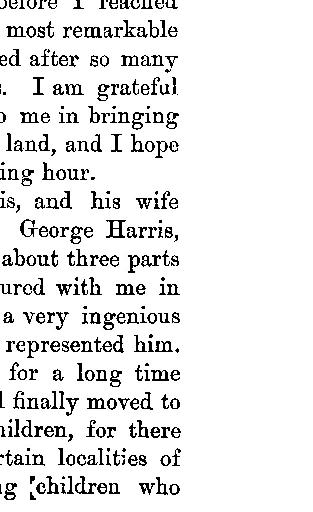 before I reached
most remarkable
ed after so many
s. I am grateful
o me in bringing
land, and I hope
ing hour.
is, and his wife
George Harris,
about three parts
ured with me in
a very ingenious
represented him.
for a long time
l finally moved to
hildren, for there
rtain localities of
ng [children who